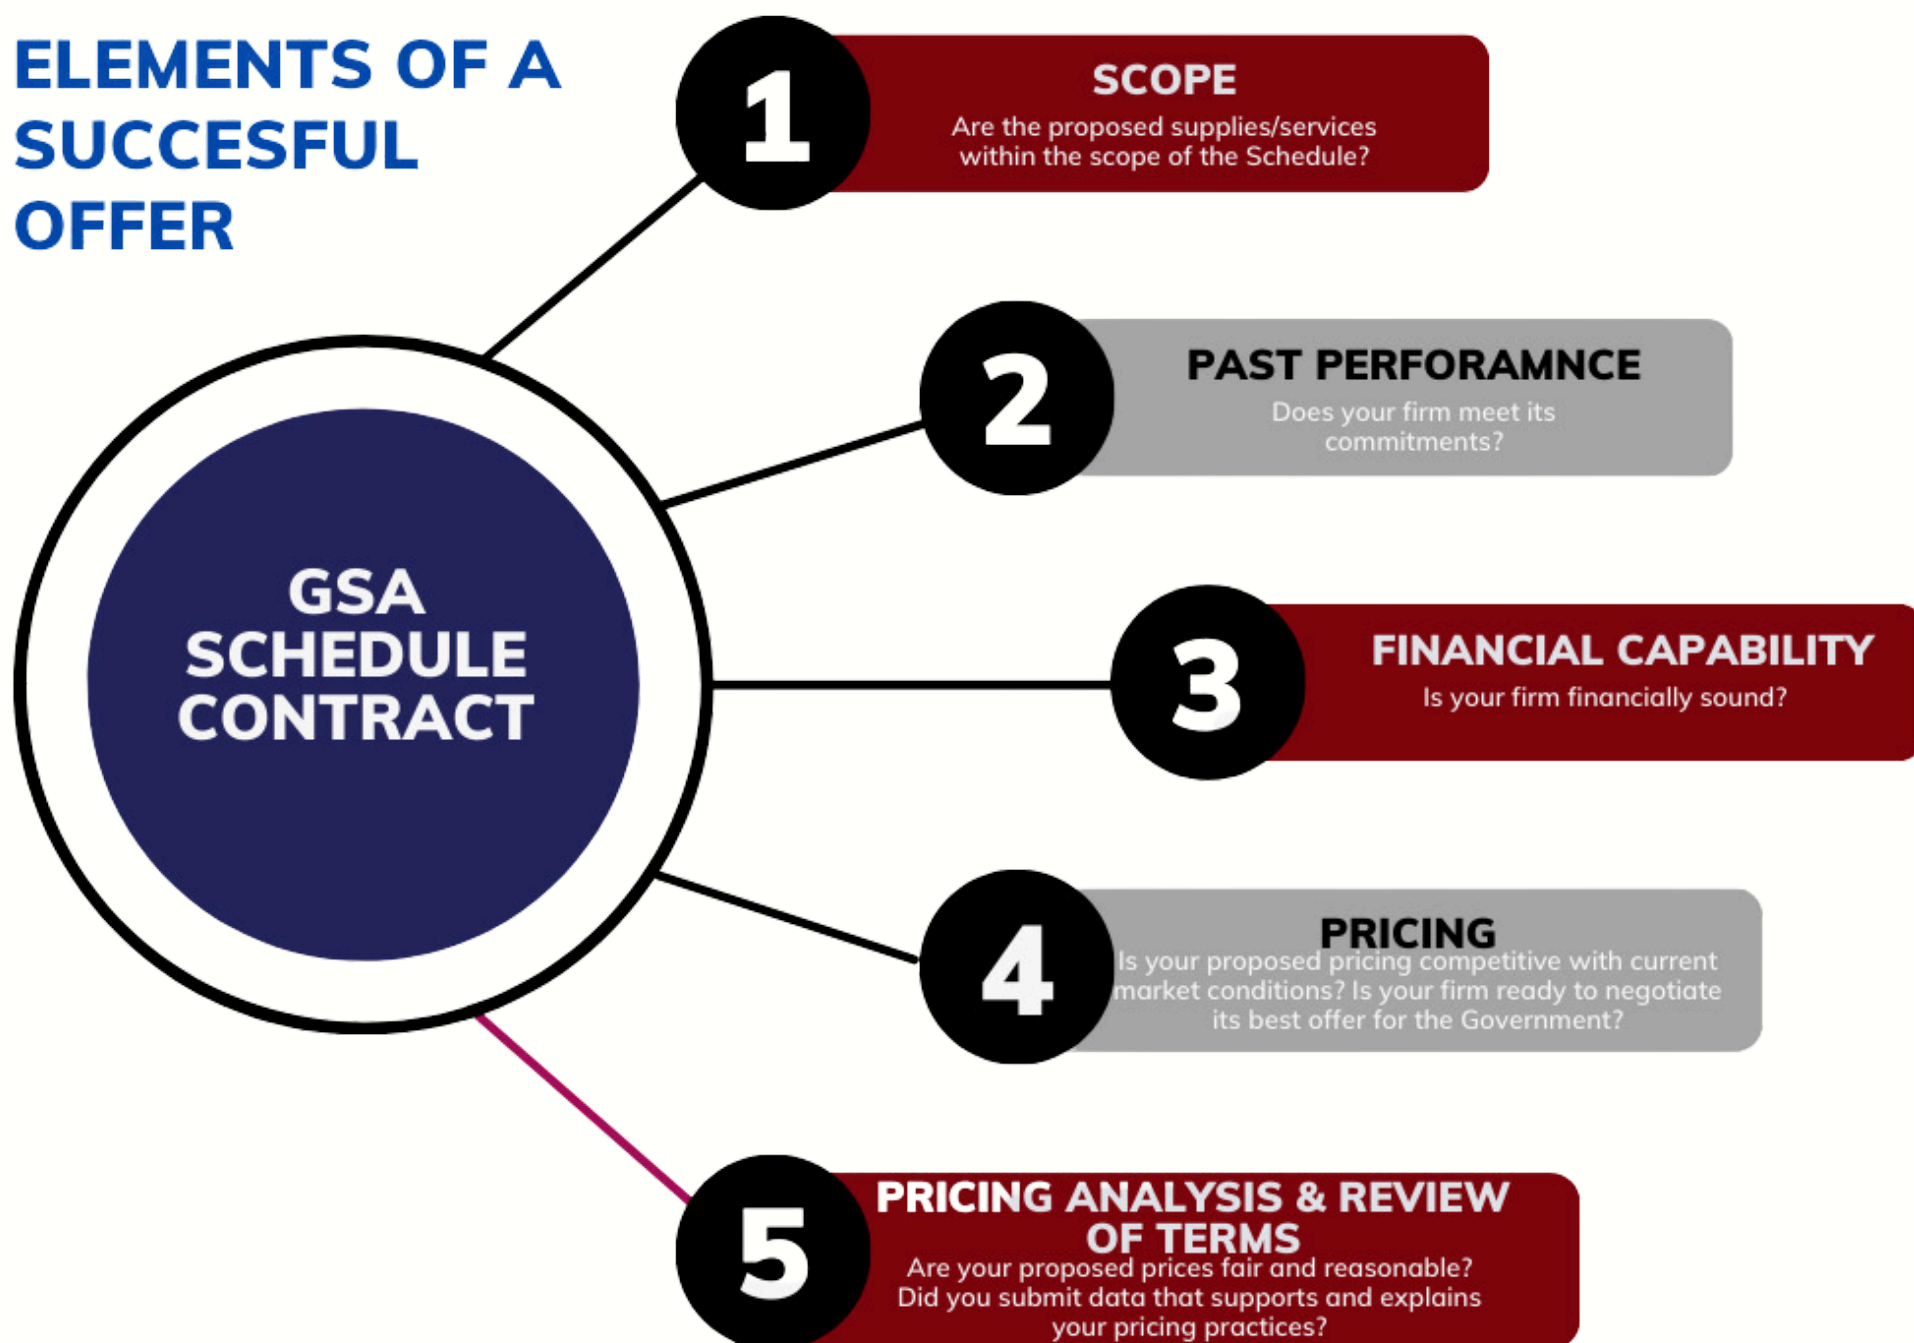 ELEMENTS OF A
SUCCESFUL
OFFER
GSA
SCHEDULE
CONTRACT
1
SCOPE
Are the proposed supplies/services
within the scope of the Schedule?
2
PAST PERFORAMNCE
Does your firm meet its
commitments?
3
FINANCIAL CAPABILITY
Is your firm financially sound?
4
PRICING
Is your proposed pricing competitive with current
market conditions? Is your firm ready to negotiate
its best offer for the Government?
5
PRICING ANALYSIS & REVIEW
OF TERMS
Are your proposed prices fair and reasonable?
Did you submit data that supports and explains
your pricing practices?